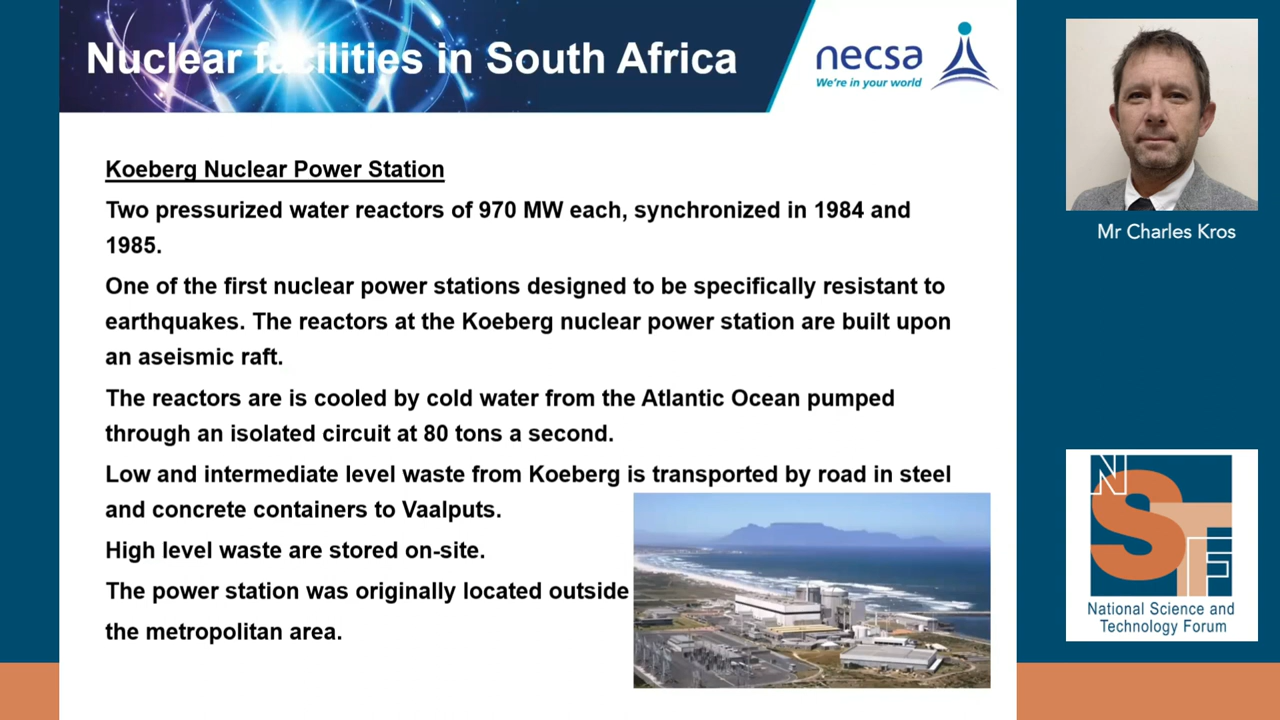 Nuclear facilities in South Africa
necsa
We're in your world
Koeberg Nuclear Power Station
Two pressurized water reactors of 970 MW each, synchronized in 1984 and
1985.
One of the first nuclear power stations designed to be specifically resistant to
earthquakes. The reactors at the Koeberg nuclear power station are built upon
an aseismic raft.
The reactors are is cooled by cold water from the Atlantic Ocean pumped
through an isolated circuit at 80 tons a second.
Low and intermediate level waste from Koeberg is transported by road in steel
and concrete containers to Vaalputs.
High level waste are stored on-site.
The power station was originally located outside
the metropolitan area.
Mr Charles Kros
NSTF
National Science and
Technology Forum